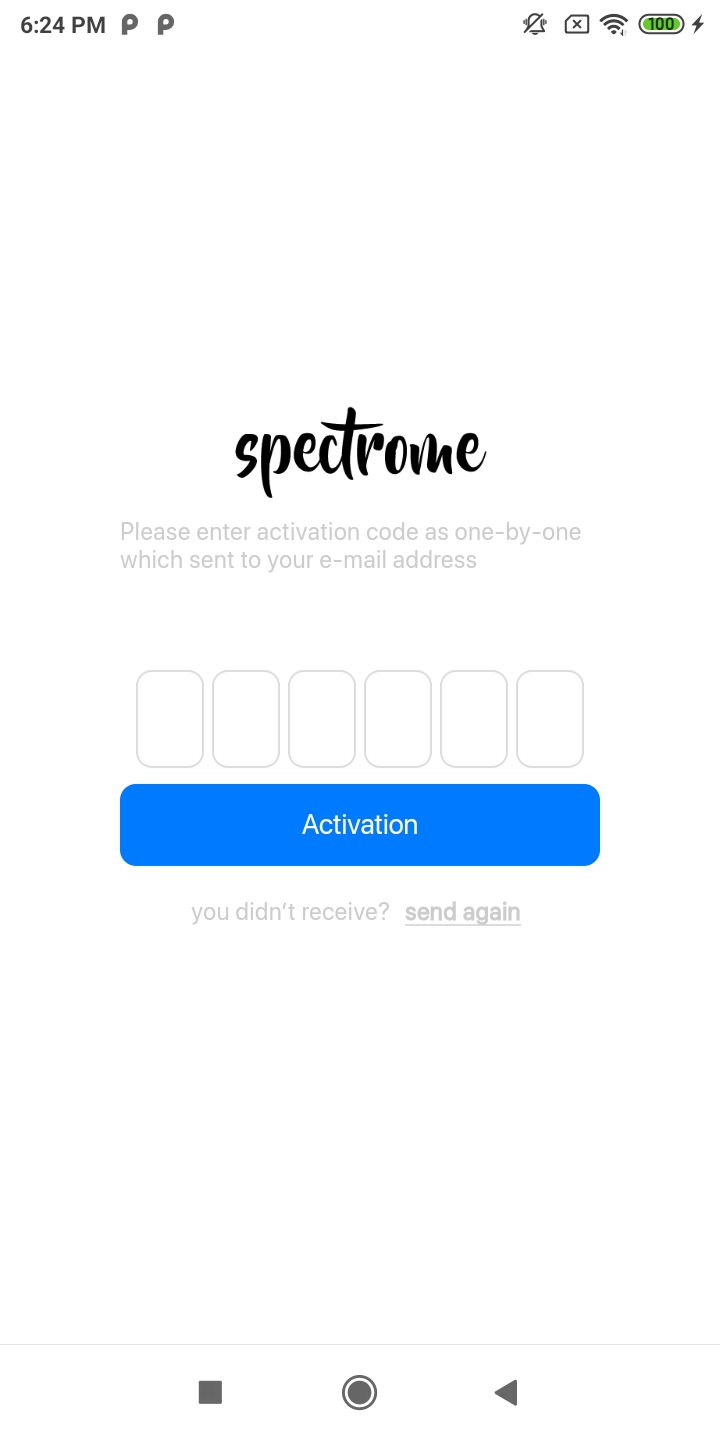 6:24 PM
100
spectrome
Please enter activation code as one-by-one
which sent to your e-mail address
Activation
you didn't receive? send again